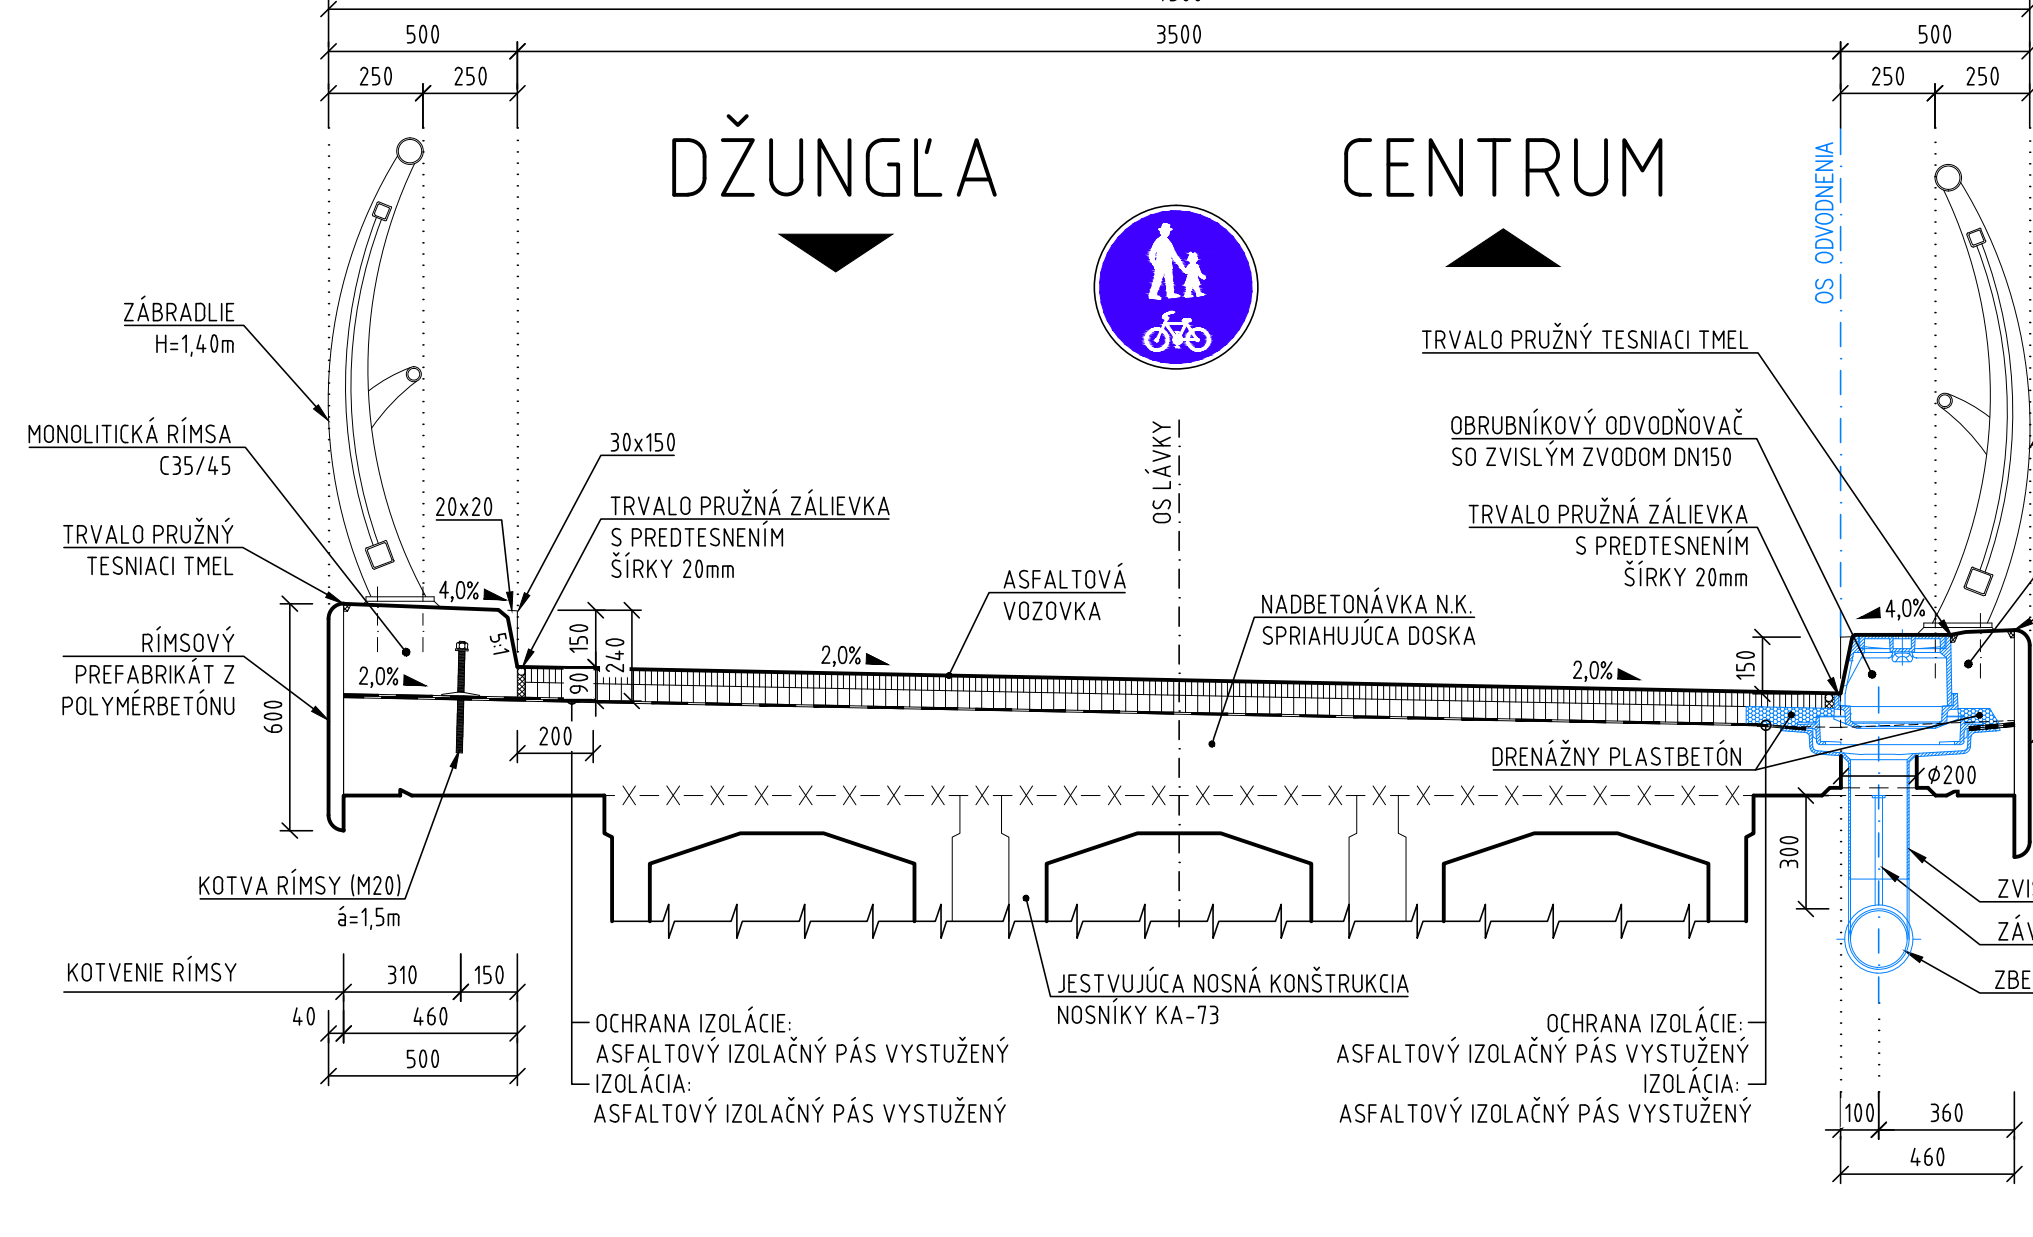 500
3500
500
250
250
250
250
DŽUNGĽA
CENTRUM
OS ODVODNENIA
ZÁBRADLIE
H=1,40m
TRVALO PRUŽNÝ TESNIACI TMEL
MONOLITICKÁ RÍMSA
C35/45
30x150
OBRUBNÍKOVÝ ODVODŇOVAČ
SO ZVISLÝM ZVODOM DN150
OS LÁVKY
20x20
TRVALO PRUŽNÁ ZÁLIEVKA
S PREDTESNENÍM
ŠÍRKY 20mm
TRVALO PRUŽNÁ ZÁLIEVKA
S PREDTESNENÍM
ŠÍRKY 20mm
TRVALO PRUŽNÝ
TESNIACI TMEL
4,0%
ASFALTOVÁ
VOZOVKA
NADBETONÁVKA N.K.
SPRIAHUJÚCA DOSKA
4,0%
RÍMSOVÝ
PREFABRIKÁT Z
POLYMÉRBETÓNU
5:1
150
240
90
2,0%
2,0%
2,0%
150
600
200
DRENÁŽNY PLASTBETÓN
Ø200
300
KOTVA RÍMSY (M20)
á=1,5m
KOTVENIE RÍMSY
310
150
40
460
500
JESTVUJÚCA NOSNÁ KONŠTRUKCIA
NOSNÍKY KA-73
OCHRANA IZOLÁCIE:
ASFALTOVÝ IZOLAČNÝ PÁS VYSTUŽENÝ
IZOLÁCIA:
ASFALTOVÝ IZOLAČNÝ PÁS VYSTUŽENÝ
OCHRANA IZOLÁCIE:
ASFALTOVÝ IZOLAČNÝ PÁS VYSTUŽENÝ
IZOLÁCIA:
ASFALTOVÝ IZOLAČNÝ PÁS VYSTUŽENÝ
100
360
460